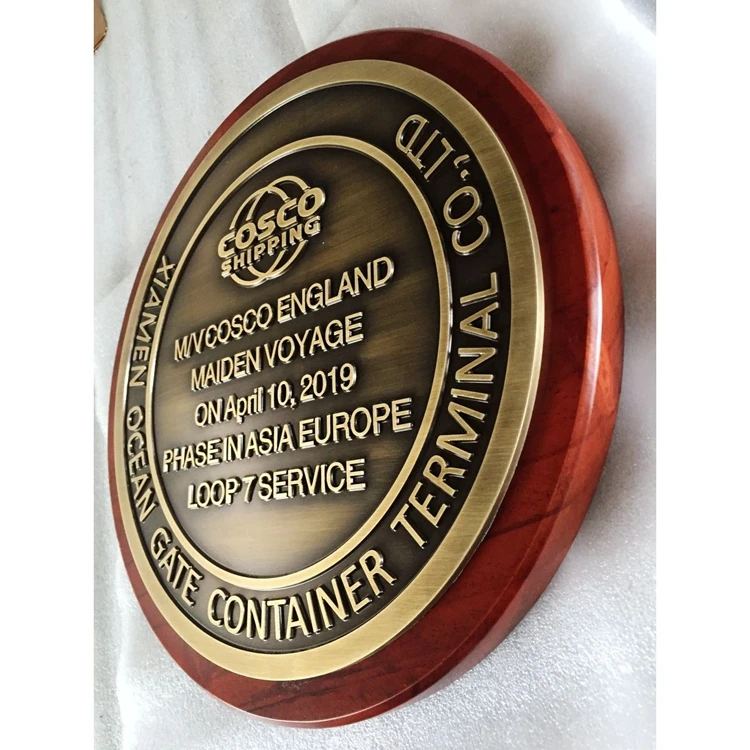 COSCO
SHIPPING
M/V COSCO ENGLAND
MAIDEN VOYAGE
ON April 10, 2019
PHASE IN ASIA EUROPE
LOOP 7 SERVICE
XIAMEN OCEAN GATE CONTAINER TERMINAL CO.,LTD